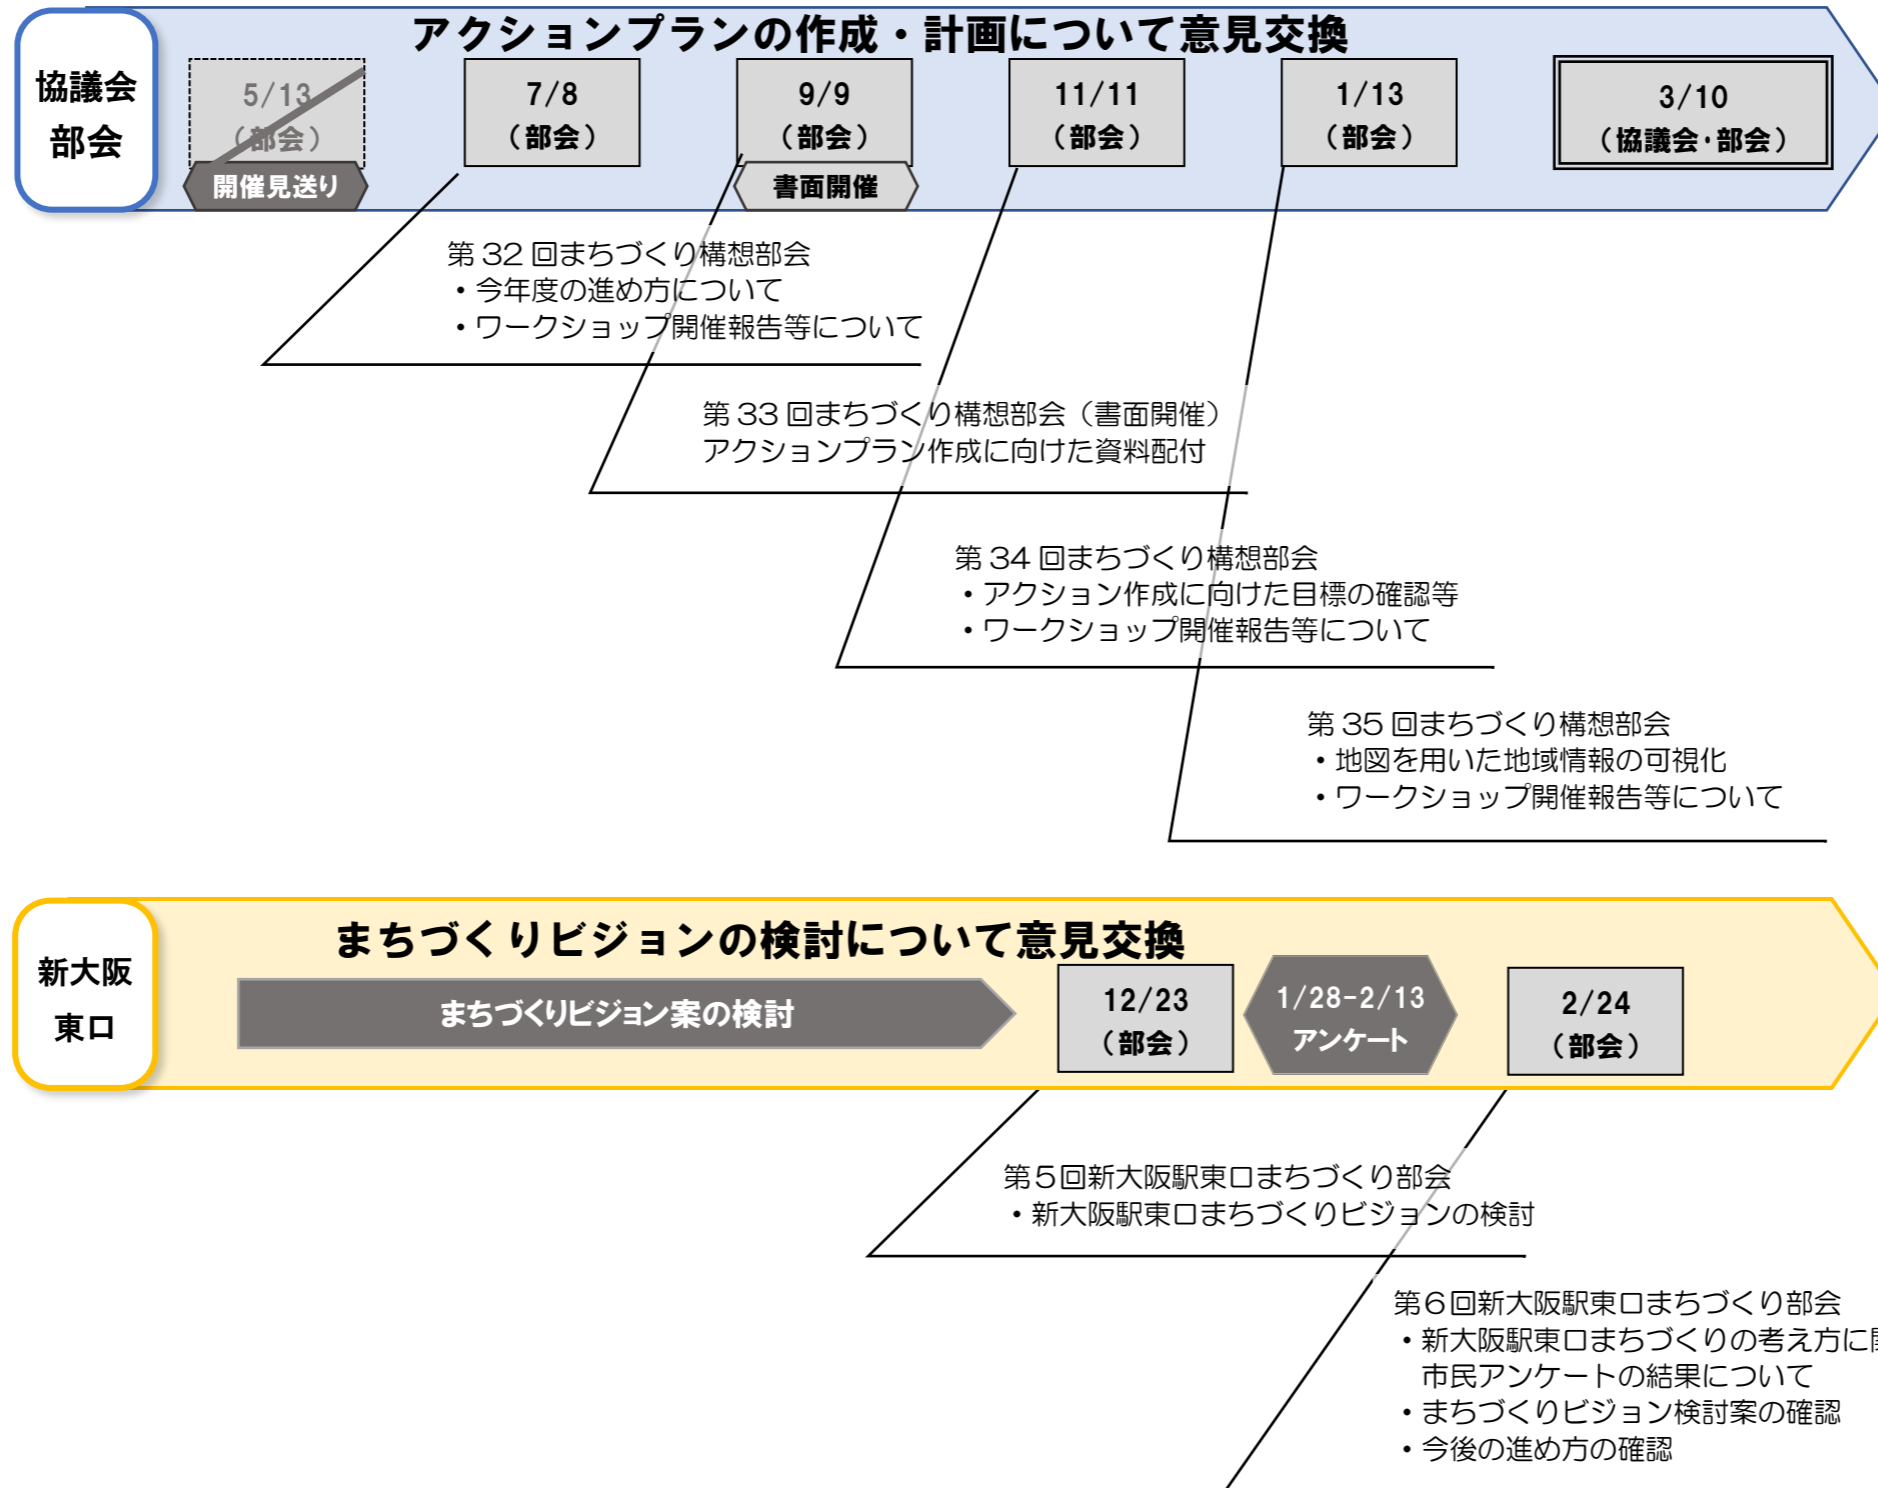 アクションプランの作成・計画について意見交換
協議会
部会
5/13
（部会）
開催見送り
7/8
（部会）
9/9
（部会）
書面開催
11/11
（部会）
1/13
（部会）
3/10
（協議会・部会）
第 32 回まちづくり構想部会
・今年度の進め方について
・ワークショップ開催報告等について
第 33 回まちづくり構想部会（書面開催）
アクションプラン作成に向けた資料配付
第 34 回まちづくり構想部会
・アクション作成に向けた目標の確認等
・ワークショップ開催報告等について
第 35 回まちづくり構想部会
・地図を用いた地域情報の可視化
・ワークショップ開催報告等について
まちづくりビジョンの検討について意見交換
新大阪
東口
まちづくりビジョン案の検討
12/23
（部会）
1/28-2/13
アンケート
2/24
（部会）
第５回新大阪駅東口まちづくり部会
・新大阪駅東口まちづくりビジョンの検討
第６回新大阪駅東口まちづくり部会
・新大阪駅東口まちづくりの考え方に
市民アンケートの結果について
・まちづくりビジョン検討案の確認
・今後の進め方の確認